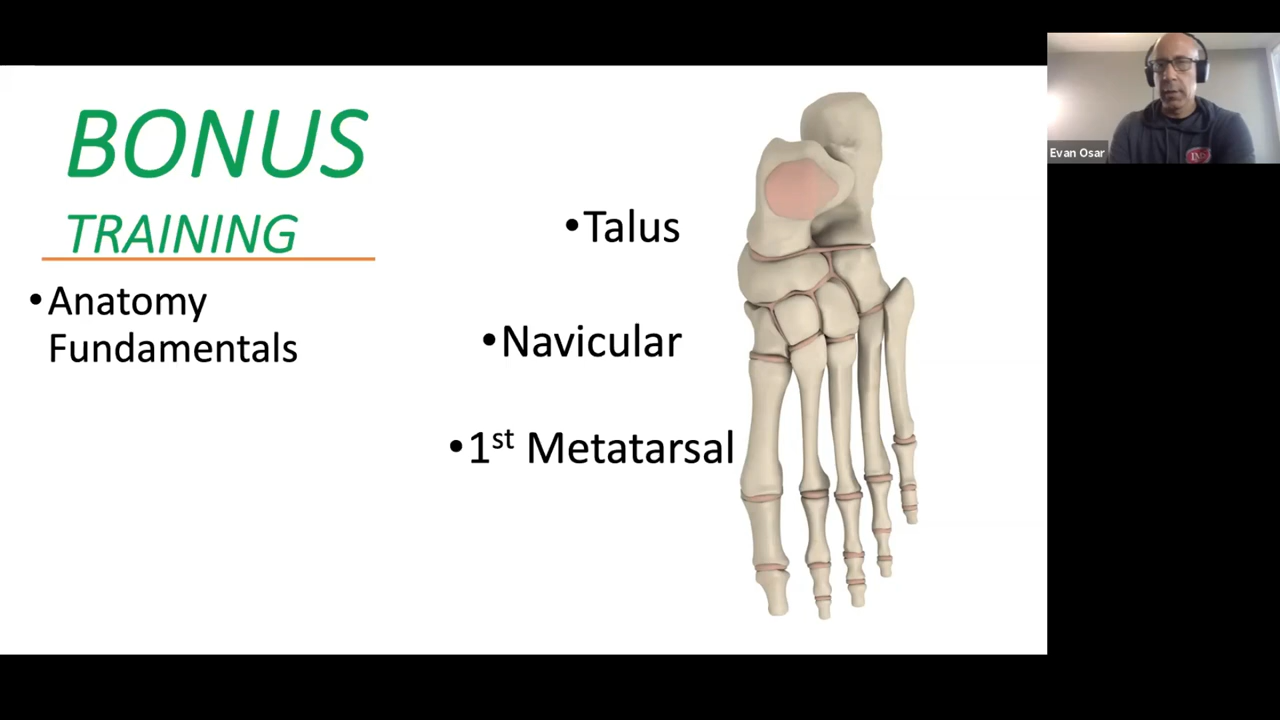 BONUS
TRAINING
•Anatomy
Fundamentals
•Talus
•Navicular
•1st Metatarsal
Evan Osar